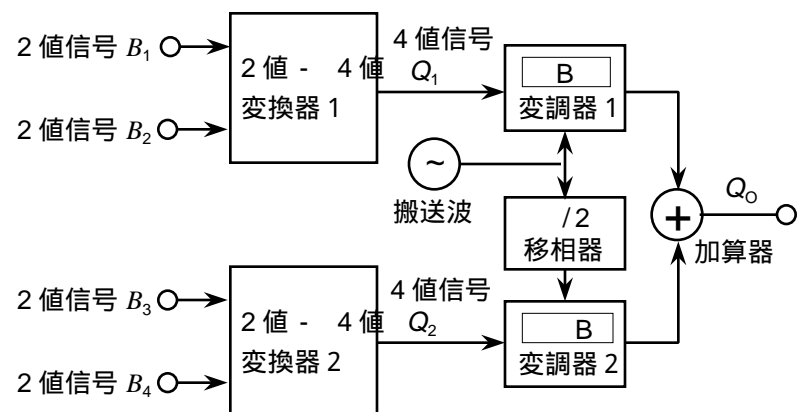 2値信号 B1
2値信号 B2
2値 - 4値
変換器1
4値信号
Q1
B
変調器1
~
搬送波
/2
移相器
+
QO
加算器
2値信号 B3
2値信号 B4
2値 - 4値
変換器2
4値信号
Q2
B
変調器2